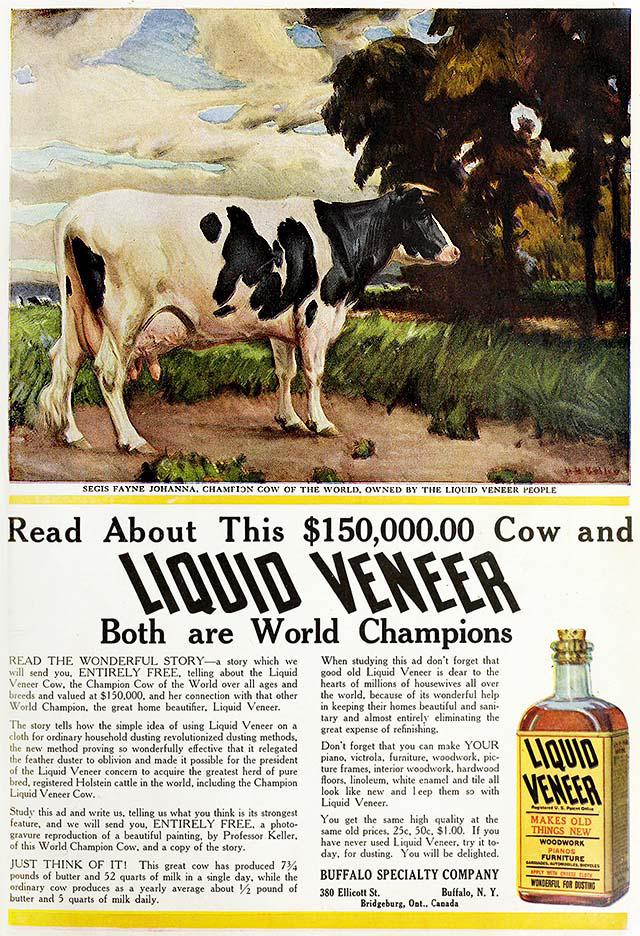 H. H. Keller
SEGIS FAYNE JOHANNA, CHAMPION COW OF THE WORLD, OWNED BY THE LIQUID VENEER PEOPLE
Read About This $150,000.00 Cow and
LIQUID VENEER
Both are World Champions
READ THE WONDERFUL STORY—a story which we
will send you, ENTIRELY FREE, telling about the Liquid
Veneer Cow, the Champion Cow of the World over all ages and
breeds and valued at $150,000, and her connection with that other
World Champion, the great home beautifier, Liquid Veneer.
The story tells how the simple idea of using Liquid Veneer on a
cloth for ordinary household dusting revolutionized dusting methods,
the new method proving so wonderfully effective that it relegated
the feather duster to oblivion and made it possible for the president
of the Liquid Veneer concern to acquire the greatest herd of pure
bred, registered Holstein cattle in the world, including the Champion
Liquid Veneer Cow.
Study this ad and write us, telling us what you think is its strongest
feature, and we will send you, ENTIRELY FREE, a photo-
gravure reproduction of a beautiful painting, by Professor Keller,
of this World Champion Cow, and a copy of the story.
JUST THINK OF IT! This great cow has produced 7¾
pounds of butter and 52 quarts of milk in a single day, while the
ordinary cow produces as a yearly average about ½ pound of
butter and 5 quarts of milk daily.
When studying this ad don't forget that
good old Liquid Veneer is dear to the
hearts of millions of housewives all over
the world, because of its wonderful help
in keeping their homes beautiful and sani-
tary and almost entirely eliminating the
great expense of refinishing.
Don't forget that you can make YOUR
piano, victrola, furniture, woodwork, pic-
ture frames, interior woodwork, hardwood
floors, linoleum, white enamel and tile all
look like new and keep them so with
Liquid Veneer.
You get the same high quality at the
same old prices, 25c, 50c, $1.00. If you
have never used Liquid Veneer, try it to-
day, for dusting. You will be delighted.
BUFFALO SPECIALTY COMPANY
380 Ellicott St. Buffalo, N. Y.
Bridgeburg, Ont., Canada
LIQUID
VENEER
Registered U. S. Patent Office
MAKES OLD
THINGS NEW
WOODWORK
PIANOS
FURNITURE
CARRIAGES, AUTOMOBILES, BICYCLES
APPLY WITH CHEESE CLOTH
WONDERFUL FOR DUSTING